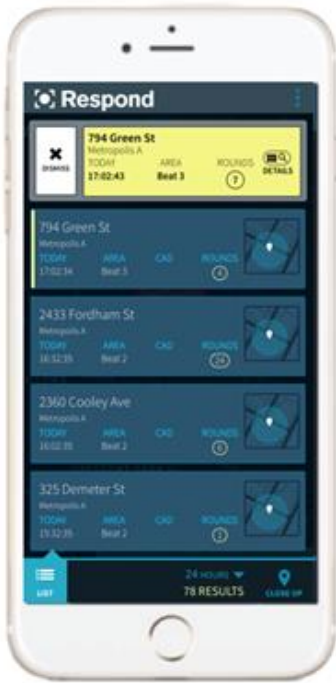 Respond
794 Green St
Metropolis A
TODAY AREA ROUNDS
17:02:43 Beat 3 7
DISMISS
DETAILS
794 Green St
Metropolis A
TODAY AREA CAD ROUNDS
17:02:34 Beat 3 4
2433 Fordham St
Metropolis A
TODAY AREA CAD ROUNDS
16:32:35 Beat 2 24
2360 Cooley Ave
Metropolis A
TODAY AREA CAD ROUNDS
16:02:35 Beat 2
325 Demeter St
Metropolis A
TODAY AREA CAD ROUNDS
15:32:35 Beat 2
24 HOURS
LIST 78 RESULTS CLOSE UP